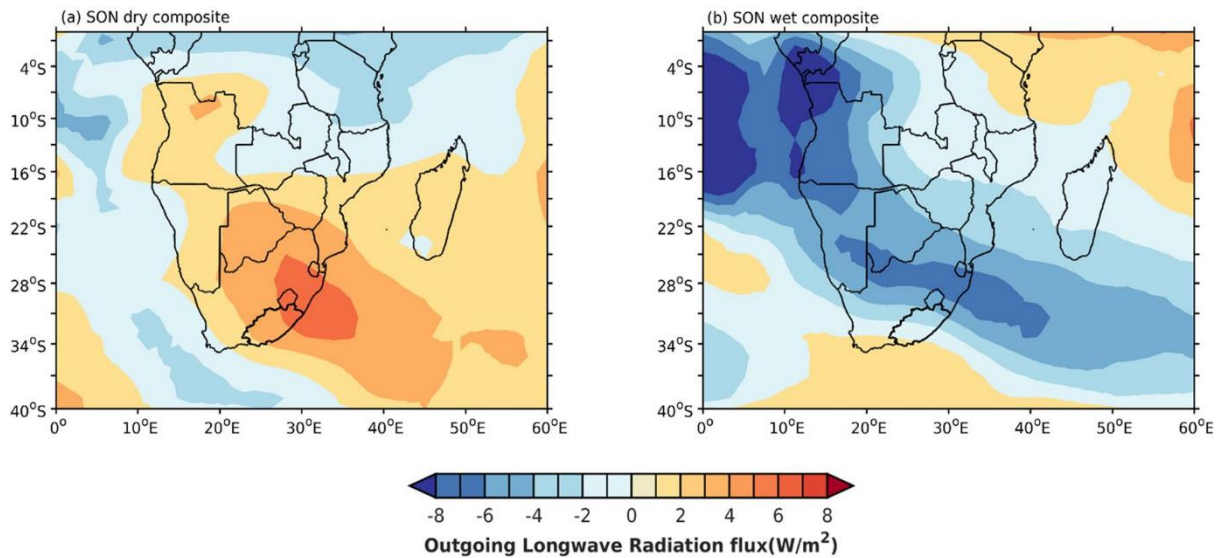 (a) SON dry composite
(b) SON wet composite
4°S
10°S
16°S
22°S
28°S
34°S
40°S
0°
10°E
20°E
30°E
40°E
50°E
60°E
4°S
10°S
16°S
22°S
28°S
34°S
40°S
0°
10°E
20°E
30°E
40°E
50°E
60°E
-8 -6 -4 -2 0 2 4 6 8
Outgoing Longwave Radiation flux(W/m²)